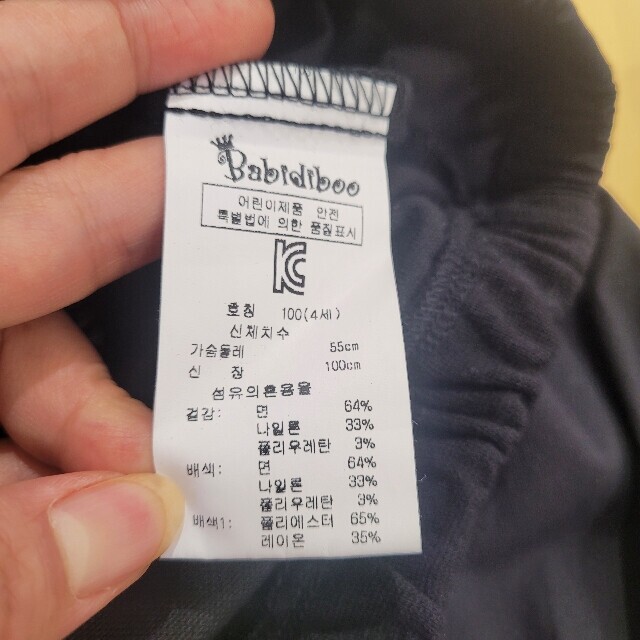 Babidiboo
어린이제품 안전
특별법에 의한 품질표시
KC
호칭 100(4세)
신체치수
가슴둘레 55cm
신 장 100cm
섬유의혼용율
겉감: 면 64%
나일론 33%
폴리우레탄 3%
배색: 면 64%
나일론 33%
폴리우레탄 3%
배색1: 폴리에스터 65%
레이온 35%